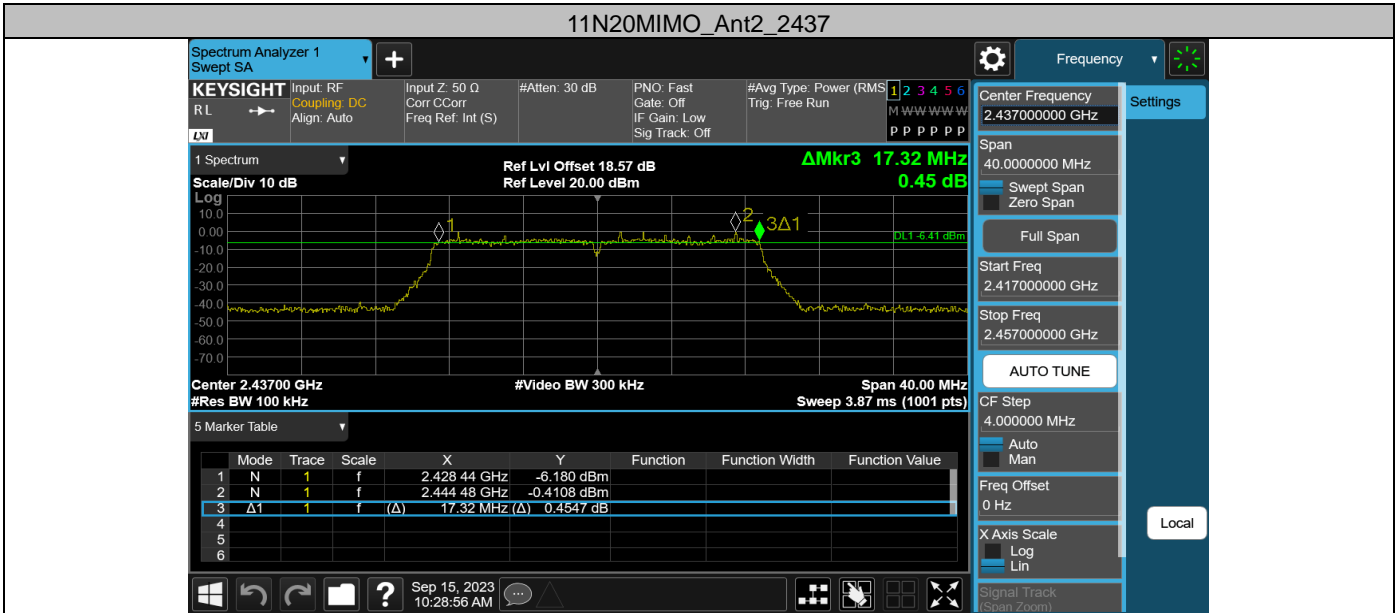 11N20MIMO_Ant2_2437
Spectrum Analyzer 1
Swept SA
+
Frequency
KEYSIGHT
R L
LXI
Input: RF
Coupling: DC
Align: Auto
Input Z: 50 Ω
Corr CCorr
Freq Ref: Int (S)
#Atten: 30 dB
PNO: Fast
Gate: Off
IF Gain: Low
Sig Track: Off
#Avg Type: Power (RMS
Trig: Free Run
1 2 3 4 5 6
M W W W W W
P P P P P P
1 Spectrum
Scale/Div 10 dB
Ref Lvl Offset 18.57 dB
Ref Level 20.00 dBm
ΔMkr3 17.32 MHz
0.45 dB
Log
10.0
0.00
-10.0
-20.0
-30.0
-40.0
-50.0
-60.0
-70.0
1
2
3Δ1
DL1 -6.41 dBm
Center 2.43700 GHz
#Video BW 300 kHz
Span 40.00 MHz
#Res BW 100 kHz
Sweep 3.87 ms (1001 pts)
5 Marker Table
Mode Trace Scale X Y Function Function Width Function Value
1 N 1 f 2.428 44 GHz -6.180 dBm
2 N 1 f 2.444 48 GHz -0.4108 dBm
3 Δ1 1 f (Δ) 17.32 MHz (Δ) 0.4547 dB
4
5
6
?
Sep 15, 2023
10:28:56 AM
Center Frequency
2.437000000 GHz
Settings
Span
40.0000000 MHz
Swept Span
Zero Span
Full Span
Start Freq
2.417000000 GHz
Stop Freq
2.457000000 GHz
AUTO TUNE
CF Step
4.000000 MHz
Auto
Man
Freq Offset
0 Hz
Local
X Axis Scale
Log
Lin
Signal Track
(Span Zoom)